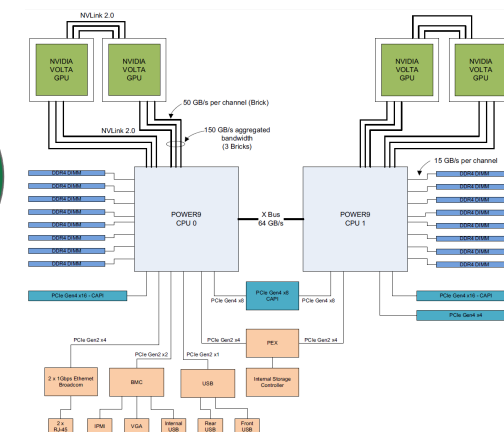 NVLink 2.0
NVIDIA
VOLTA
GPU
NVIDIA
VOLTA
GPU
NVIDIA
VOLTA
GPU
NVIDIA
VOLTA
GPU
50 GB/s per channel (Brick)
NVLink 2.0
150 GB/s aggregated
bandwidth
(3 Bricks)
15 GB/s per channel
DDR4 DIMM
DDR4 DIMM
DDR4 DIMM
DDR4 DIMM
DDR4 DIMM
DDR4 DIMM
DDR4 DIMM
DDR4 DIMM
POWER9
CPU 0
X Bus
64 GB/s
POWER9
CPU 1
DDR4 DIMM
DDR4 DIMM
DDR4 DIMM
DDR4 DIMM
DDR4 DIMM
DDR4 DIMM
DDR4 DIMM
DDR4 DIMM
PCIe Gen4 x16 - CAPI
PCIe Gen4 x8
PCIe Gen4 x8
CAPI
PCIe Gen4 x8
PCIe Gen4 x16 - CAPI
PCIe Gen4 x4
PCIe Gen2 x4
PCIe Gen2 x2
PCIe Gen2 x1
PCIe Gen2 x4
PEX
PCIe Gen2 x4
2 x 1Gbps Ethernet
Broadcom
BMC
USB
Internal Storage
Controller
2 x
RJ-45
IPMI
VGA
Internal
USB
Rear
USB
Front
USB